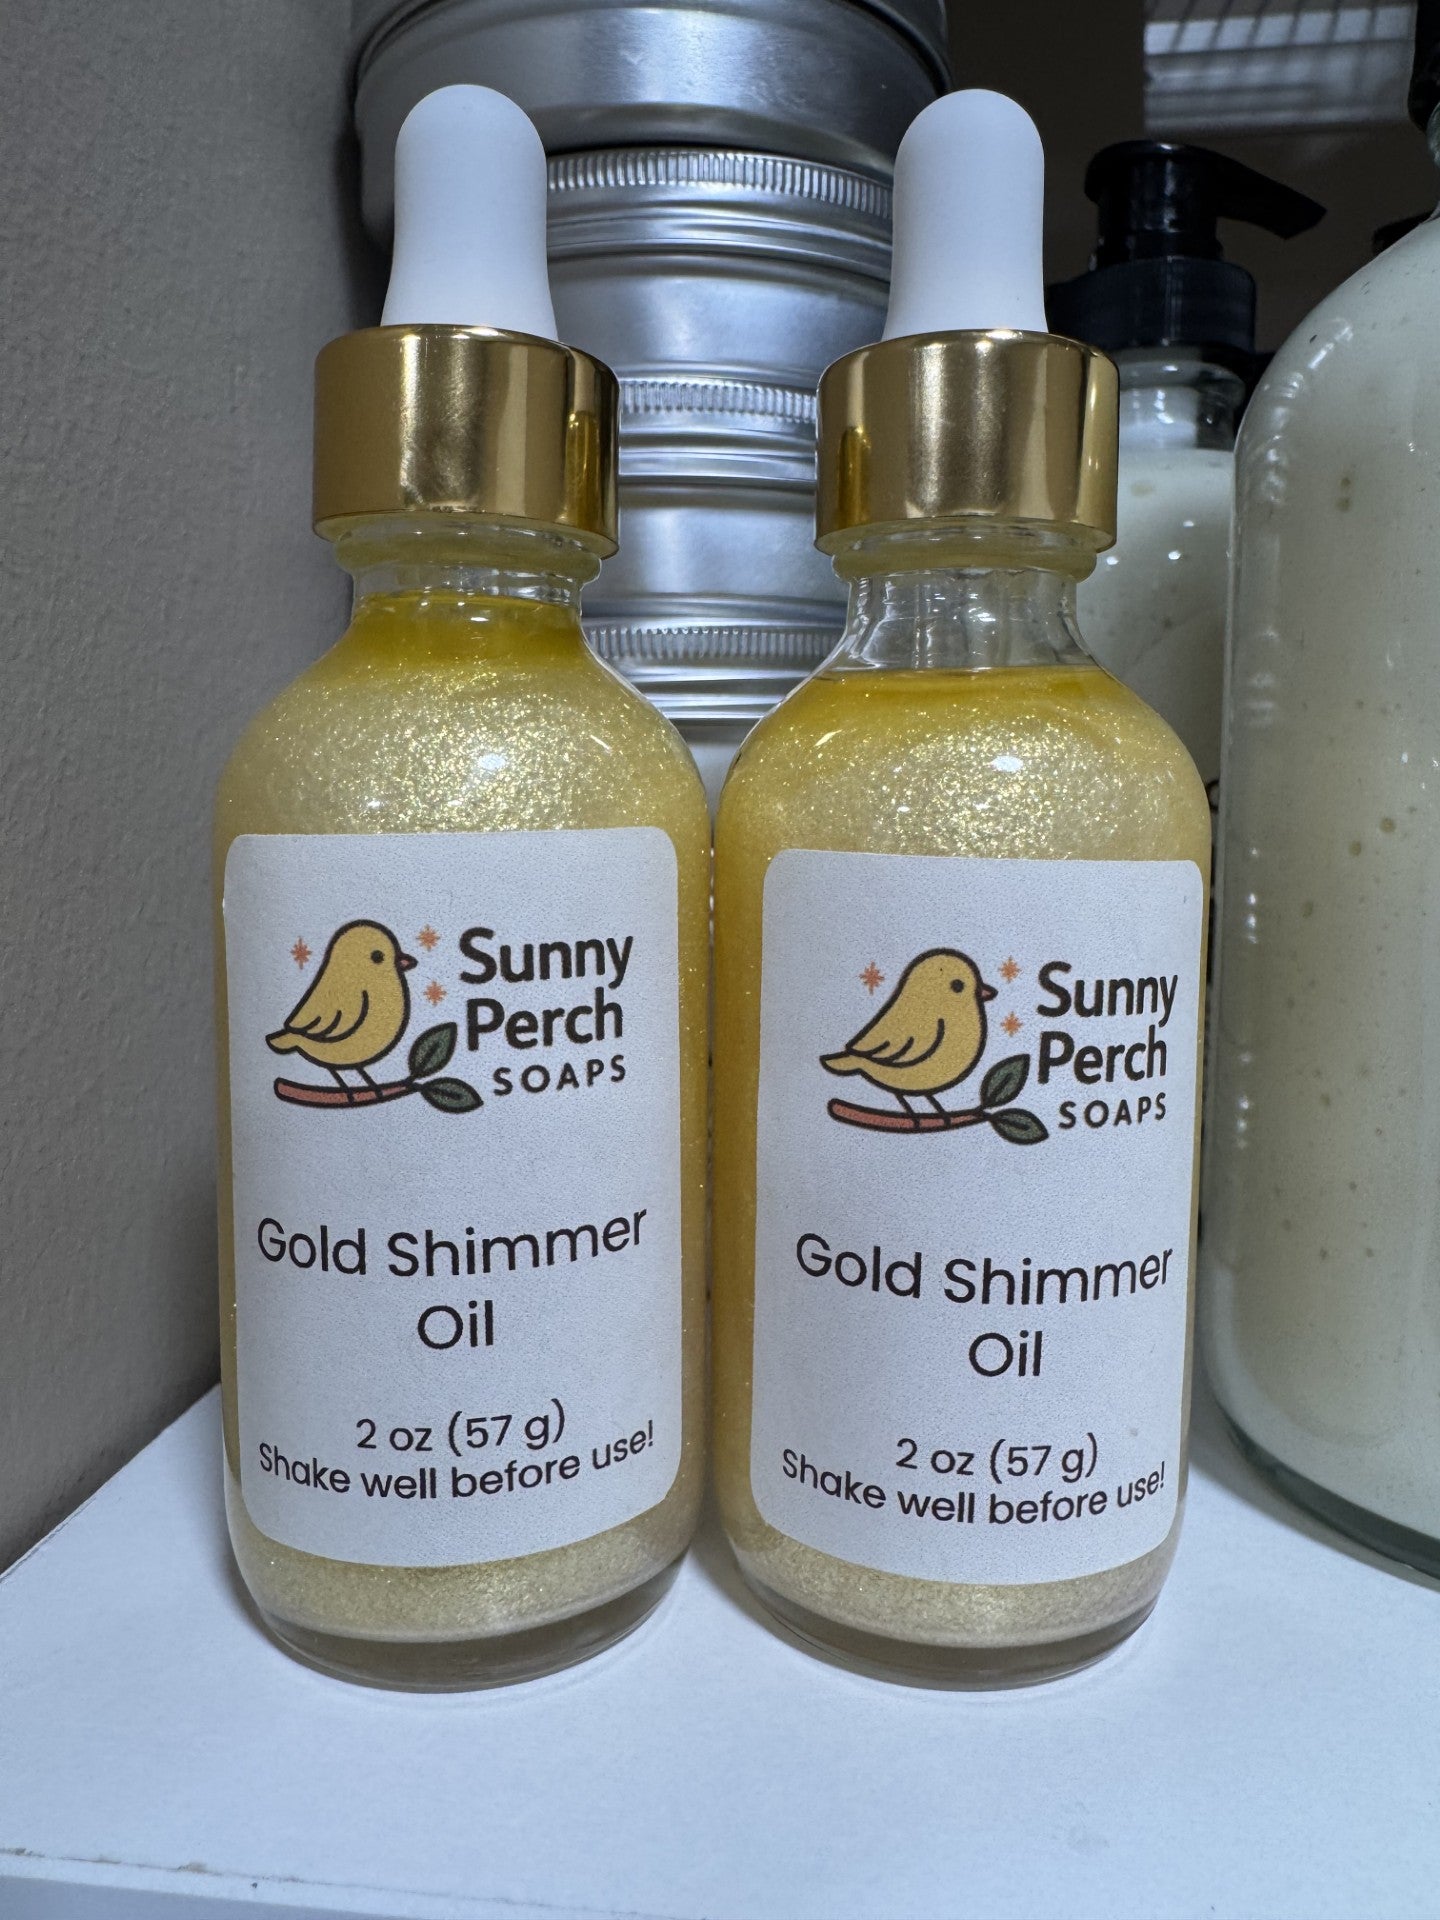 Sunny
Perch
SOAPS
Gold Shimmer
Oil
2 oz (57 g)
Shake well before use!
Sunny
Perch
SOAPS
Gold Shimmer
Oil
2 oz (57 g)
Shake well before use!